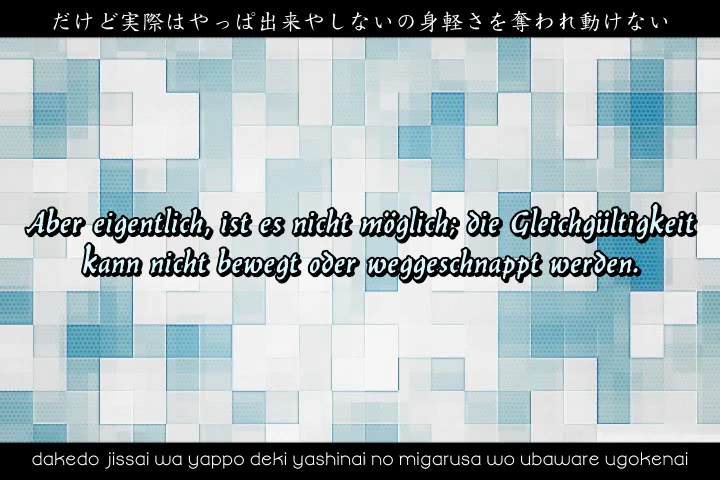 だけど実際はやっぱ出来やしないの身軽さを奪われ動けない
Aber eigentlich, ist es nicht möglich; die Gleichgültigkeit
kann nicht bewegt oder weggeschnappt werden.
dakedo jissai wa yappo deki yashinai no migarusa wo ubaware ugokenai